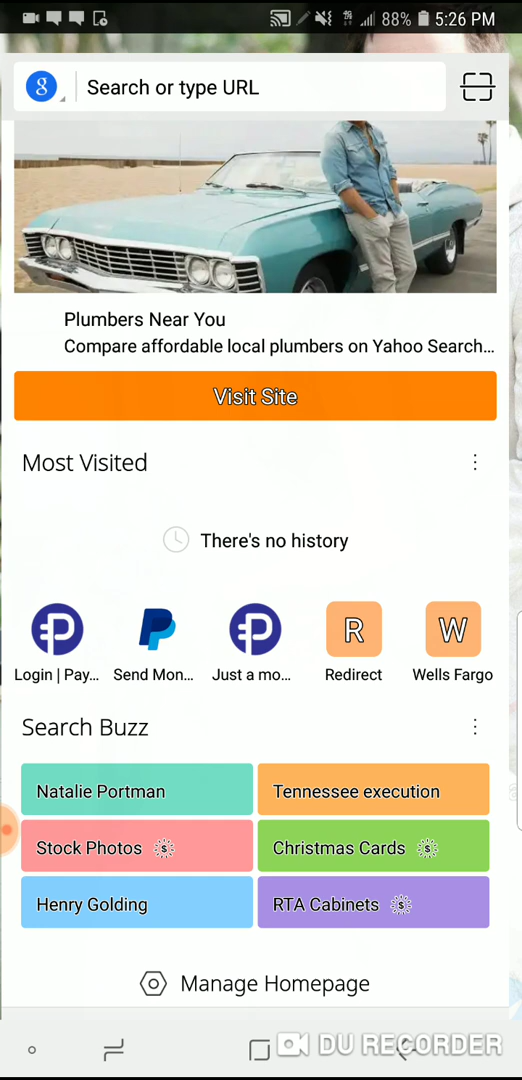 88% 5:26 PM
g Search or type URL
Plumbers Near You
Compare affordable local plumbers on Yahoo Search...
Visit Site
Most Visited
There's no history
R W
Login | Pay... Send Mon... Just a mo... Redirect Wells Fargo
Search Buzz
Natalie Portman Tennessee execution
Stock Photos $ Christmas Cards $
Henry Golding RTA Cabinets $
Manage Homepage
DU RECORDER